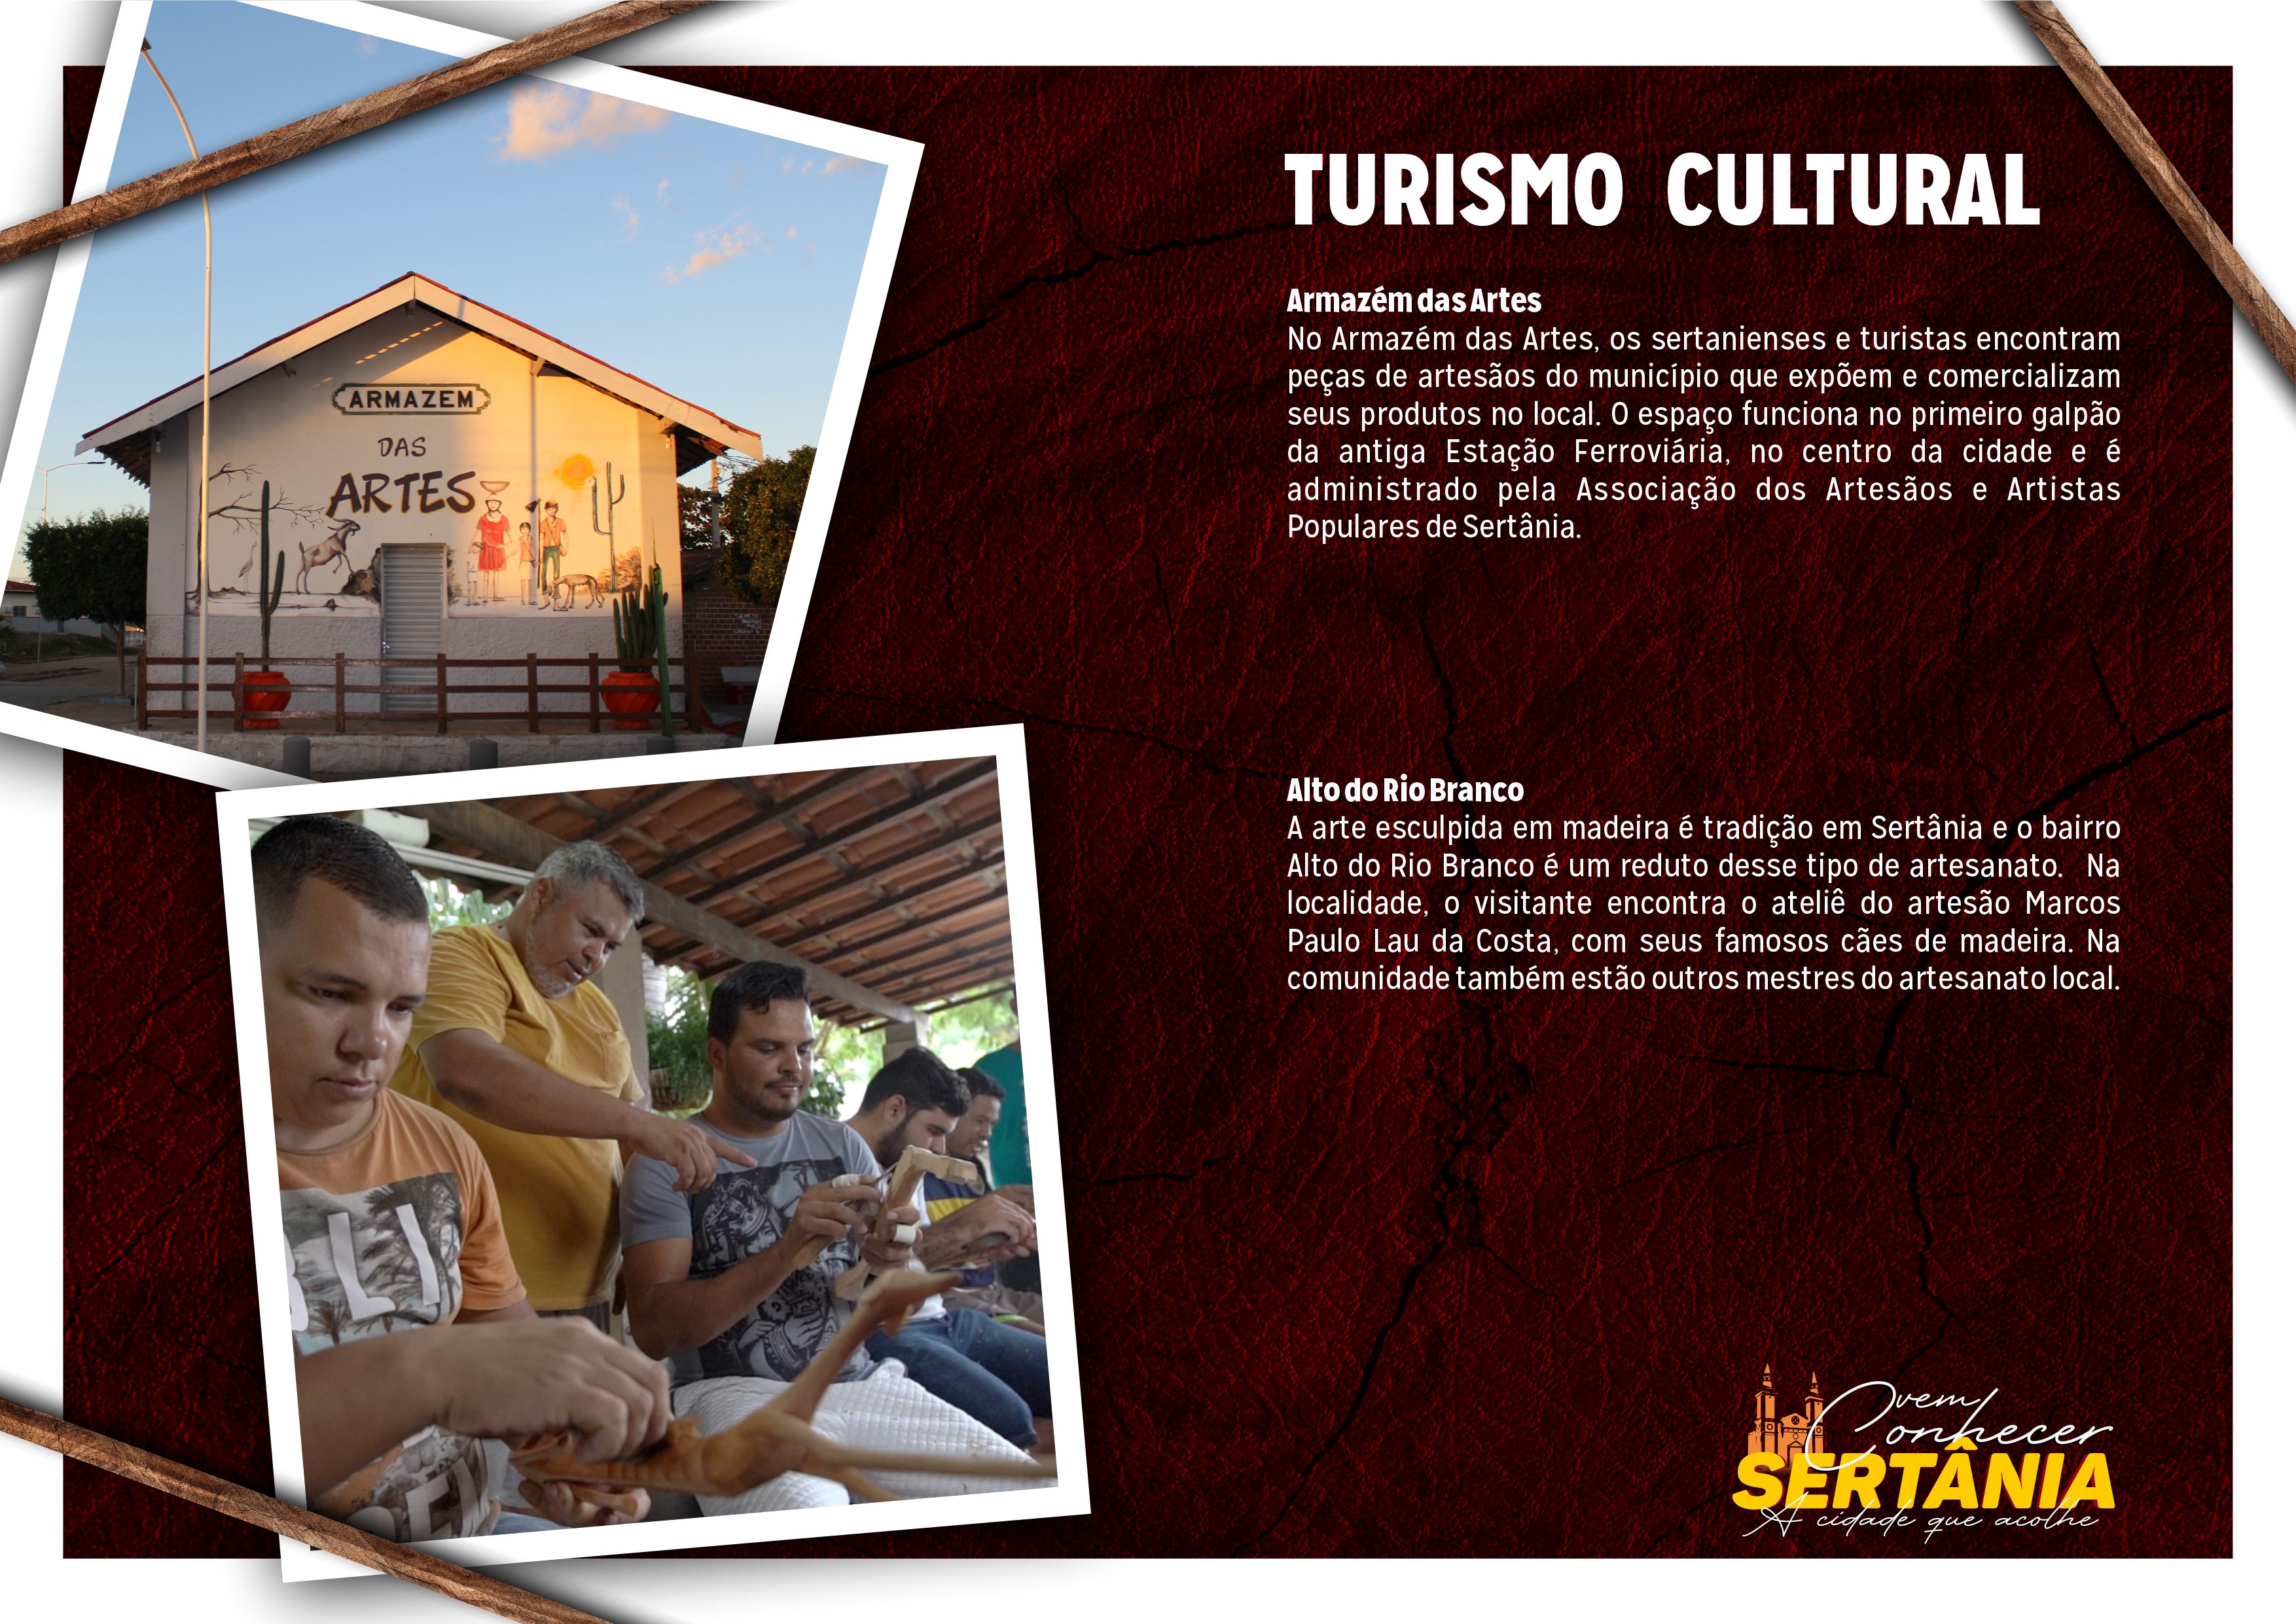 TURISMO CULTURAL
Armazém das Artes
No Armazém das Artes, os sertanienses e turistas encontram
peças de artesãos do município que expõem e comercializam
seus produtos no local. O espaço funciona no primeiro galpão
da antiga Estação Ferroviária, no centro da cidade e é
administrado pela Associação dos Artesãos e Artistas
Populares de Sertânia.
ARMAZEM
DAS
ARTES
Alto do Rio Branco
A arte esculpida em madeira é tradição em Sertânia e o bairro
Alto do Rio Branco é um reduto desse tipo de artesanato. Na
localidade, o visitante encontra o ateliê do artesão Marcos
Paulo Lau da Costa, com seus famosos cães de madeira. Na
comunidade também estão outros mestres do artesanato local.
vem
Conhecer
SERTÂNIA
A cidade que acolhe